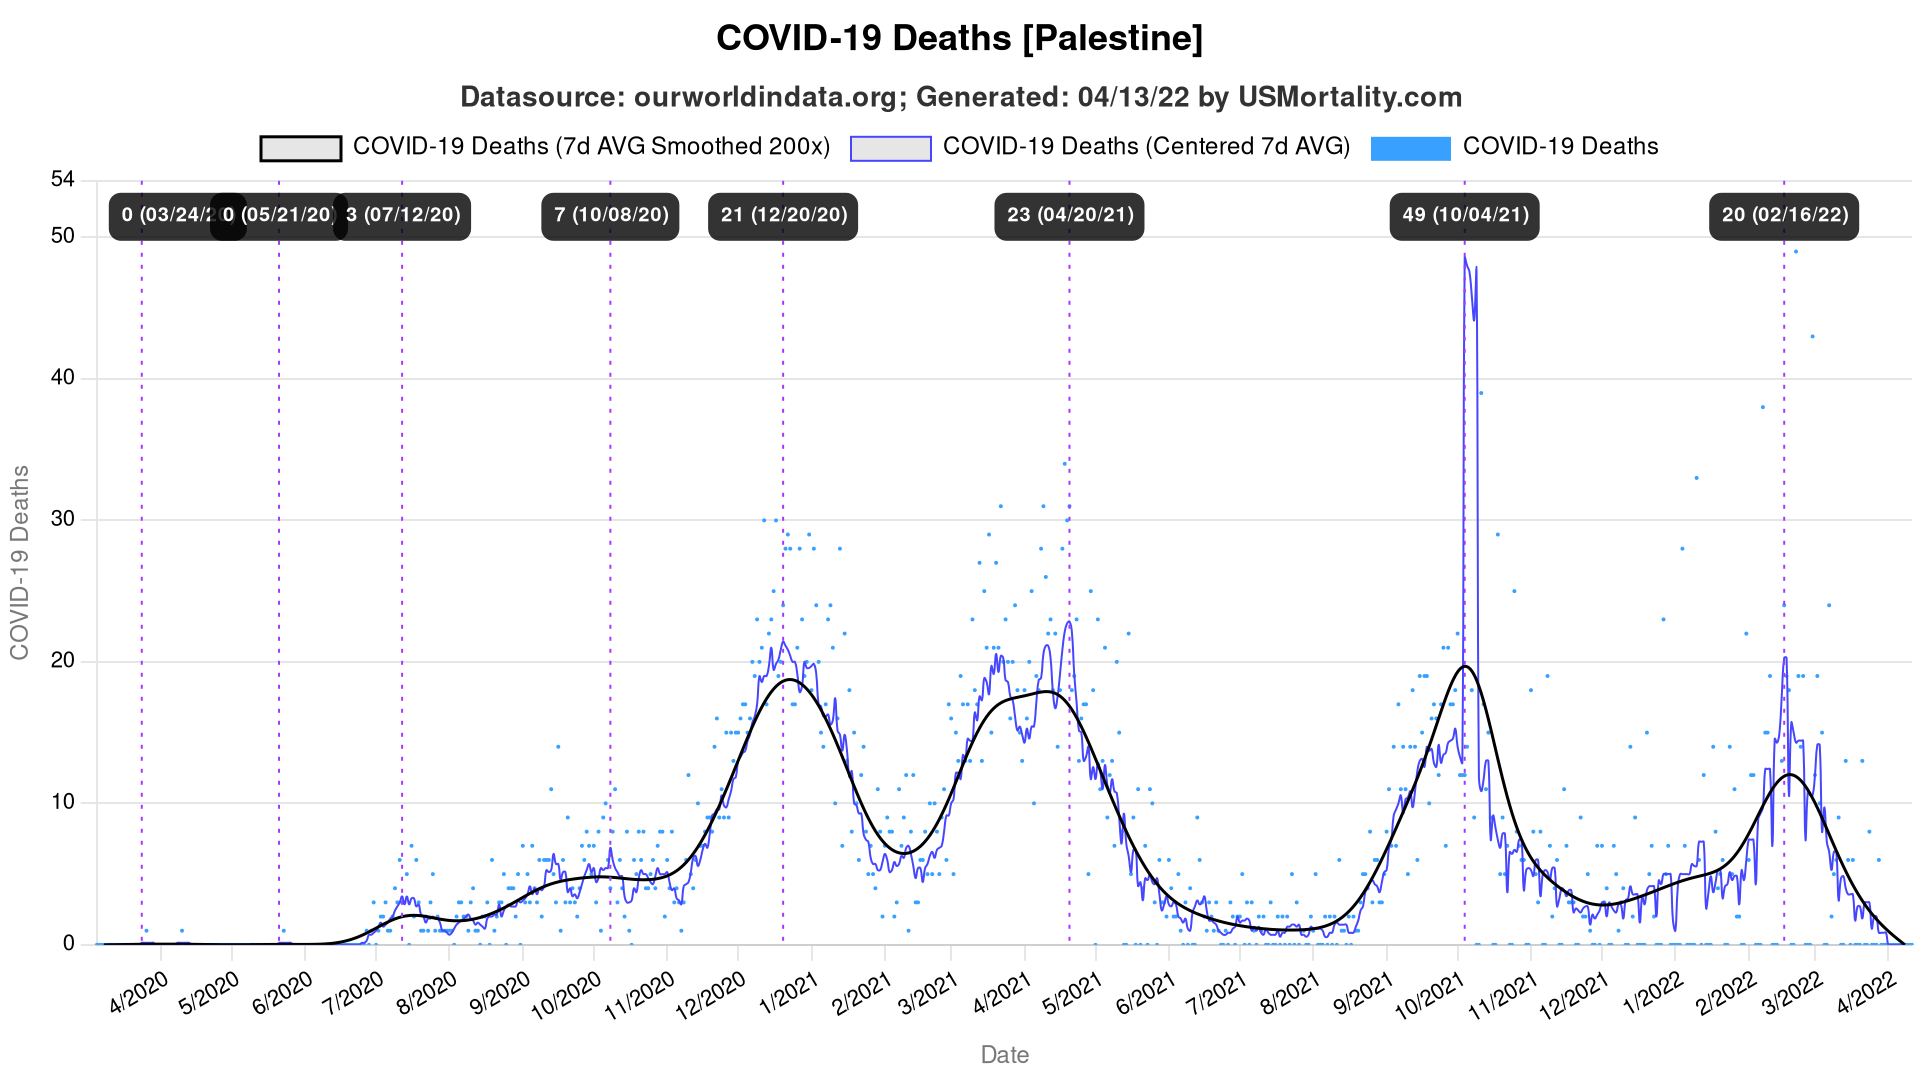 COVID-19 Deaths [Palestine]
Datasource: ourworldindata.org; Generated: 04/13/22 by USMortality.com
COVID-19 Deaths (7d AVG Smoothed 200x) COVID-19 Deaths (Centered 7d AVG) COVID-19 Deaths
54
0 (03/24/2 0 (05/21/20) 3 (07/12/20) 7 (10/08/20) 21 (12/20/20) 23 (04/20/21) 49 (10/04/21) 20 (02/16/22)
50
40
30
20
10
0
COVID-19 Deaths
4/2020 5/2020 6/2020 7/2020 8/2020 9/2020 10/2020 11/2020 12/2020 1/2021 2/2021 3/2021 4/2021 5/2021 6/2021 7/2021 8/2021 9/2021 10/2021 11/2021 12/2021 1/2022 2/2022 3/2022 4/2022
Date